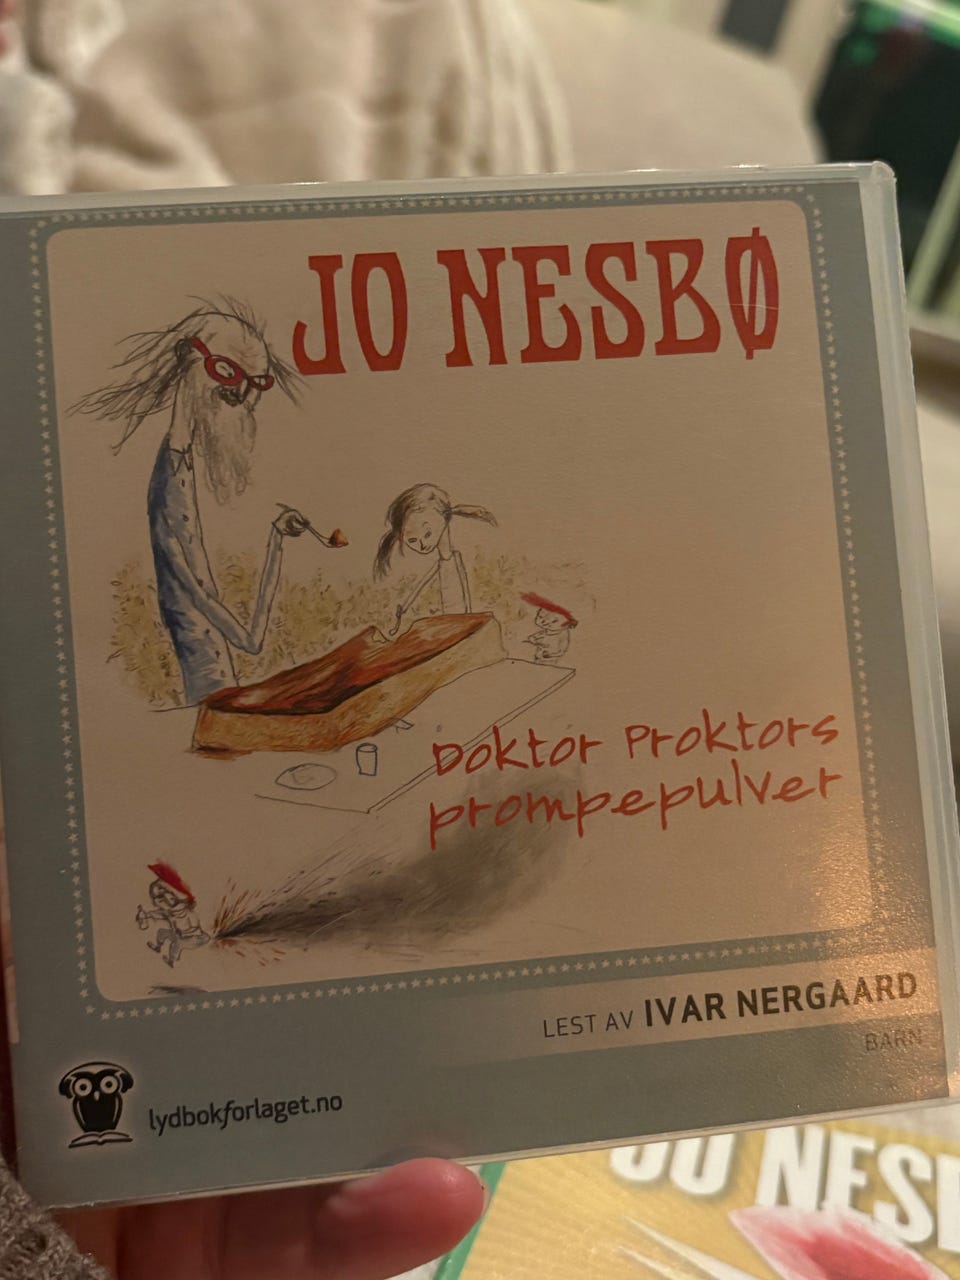 JO NESBØ
Doktor Proktors
prompepulver
LEST AV IVAR NERGAARD
BARN
lydbokforlaget.no
JO NESB